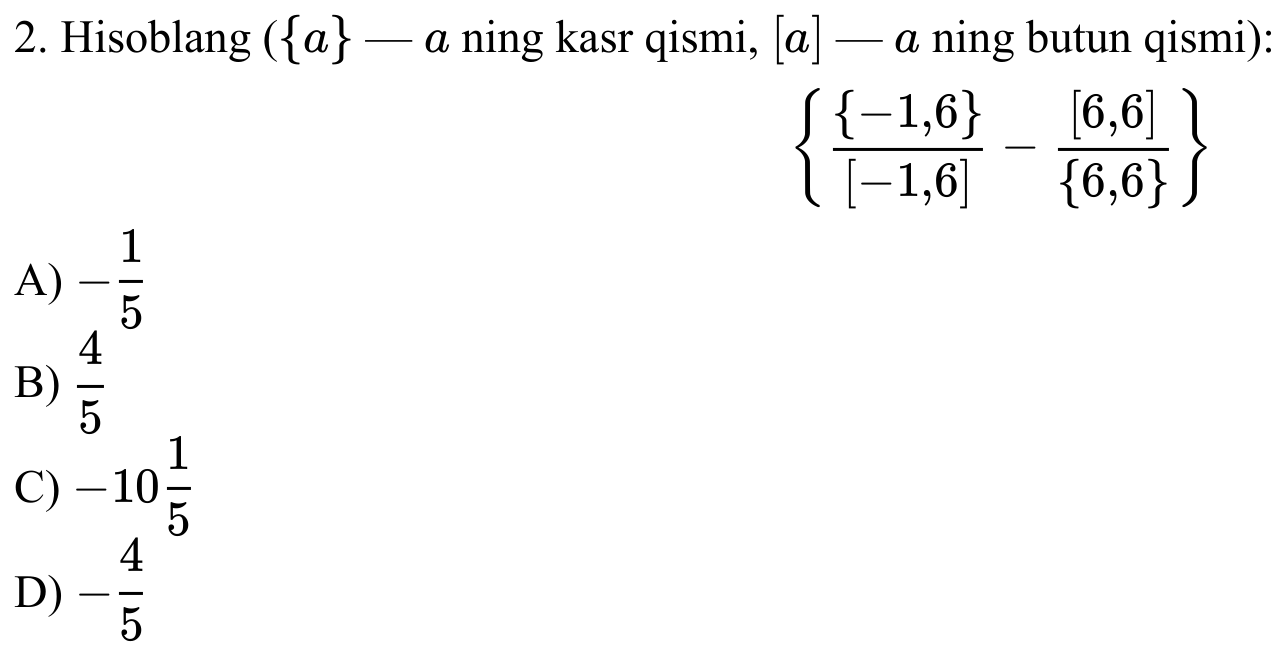 2. Hisoblang ({a} — a ning kasr qismi, [a] — a ning butun qismi):
{ {−1,6} / [−1,6] − [6,6] / {6,6} }
A) −1/5
B) 4/5
C) −10 1/5
D) −4/5